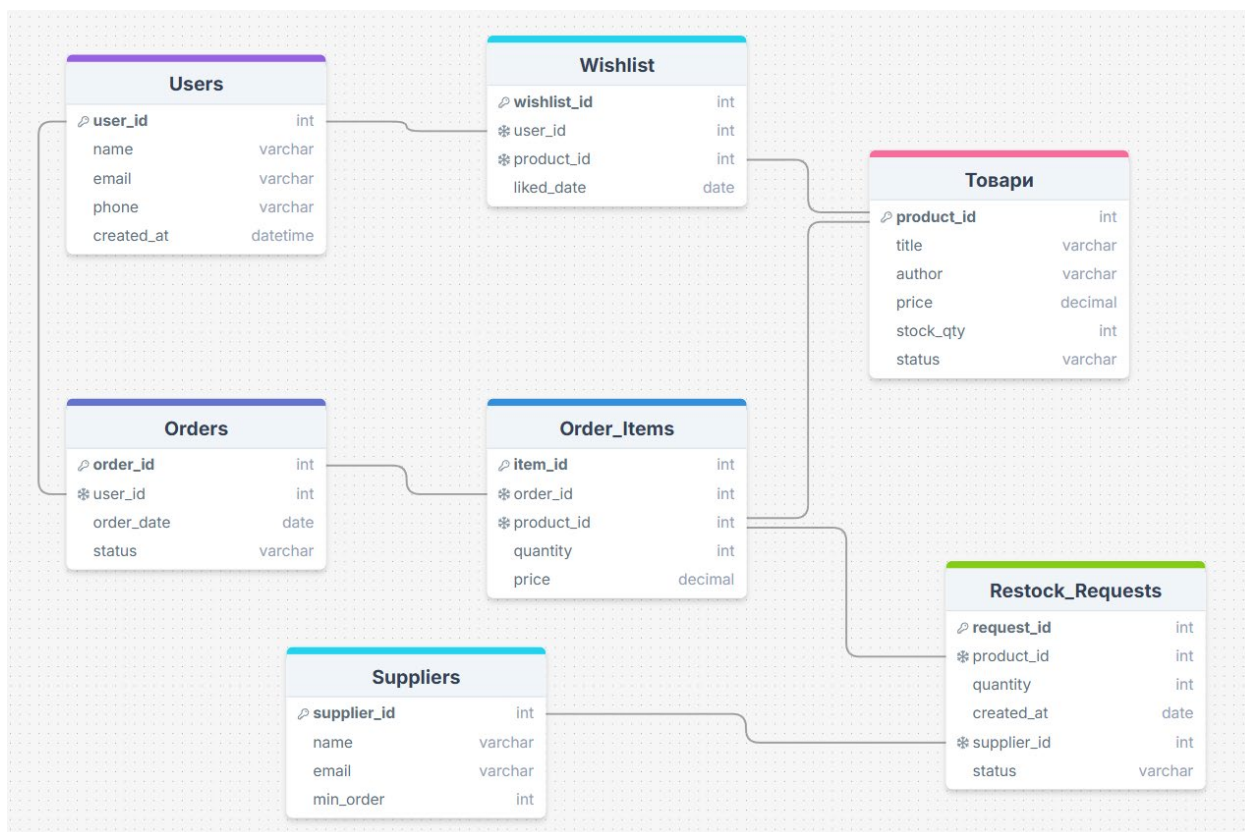 Users
user_id int
name varchar
email varchar
phone varchar
created_at datetime
Wishlist
wishlist_id int
user_id int
product_id int
liked_date date
Товари
product_id int
title varchar
author varchar
price decimal
stock_qty int
status varchar
Orders
order_id int
user_id int
order_date date
status varchar
Order_Items
item_id int
order_id int
product_id int
quantity int
price decimal
Restock_Requests
request_id int
product_id int
quantity int
created_at date
supplier_id int
status varchar
Suppliers
supplier_id int
name varchar
email varchar
min_order int